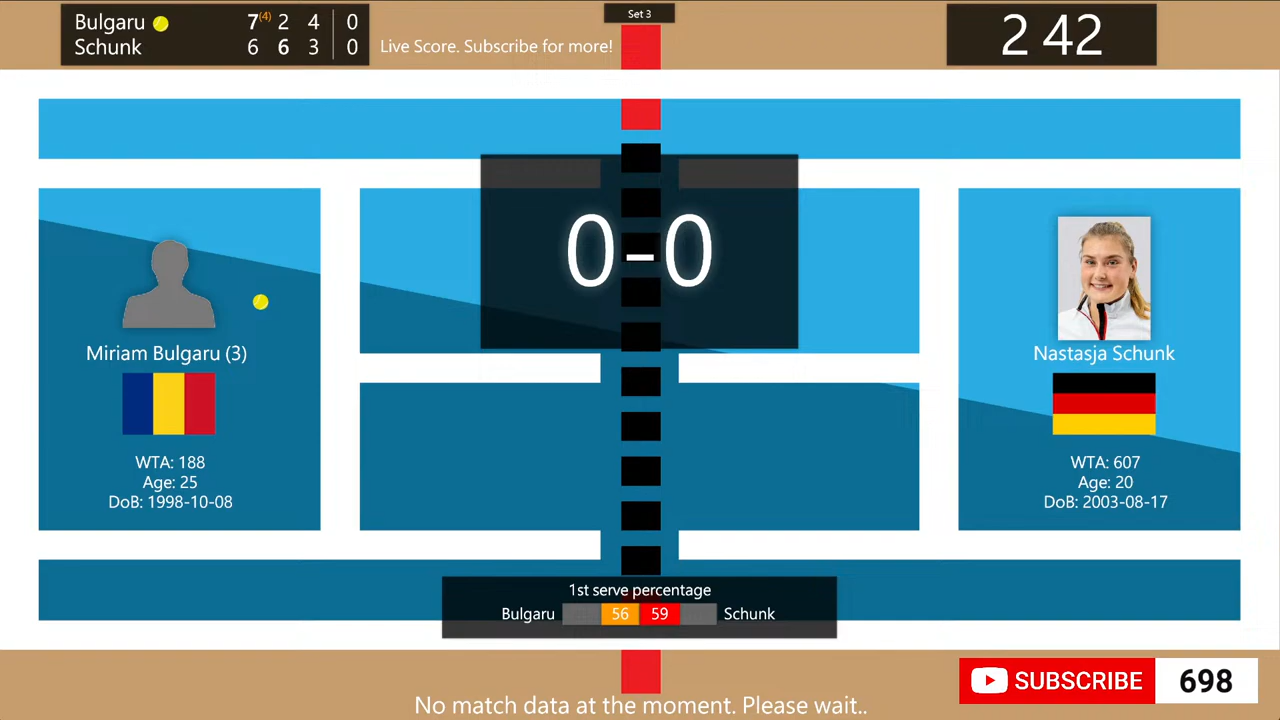 Bulgaru 7(4) 2 4 0
Schunk 6 6 3 0
Live Score. Subscribe for more!
Set 3
2 42
0-0
Miriam Bulgaru (3)
WTA: 188
Age: 25
DoB: 1998-10-08
Nastasja Schunk
WTA: 607
Age: 20
DoB: 2003-08-17
1st serve percentage
Bulgaru 56 59 Schunk
SUBSCRIBE 698
No match data at the moment. Please wait..